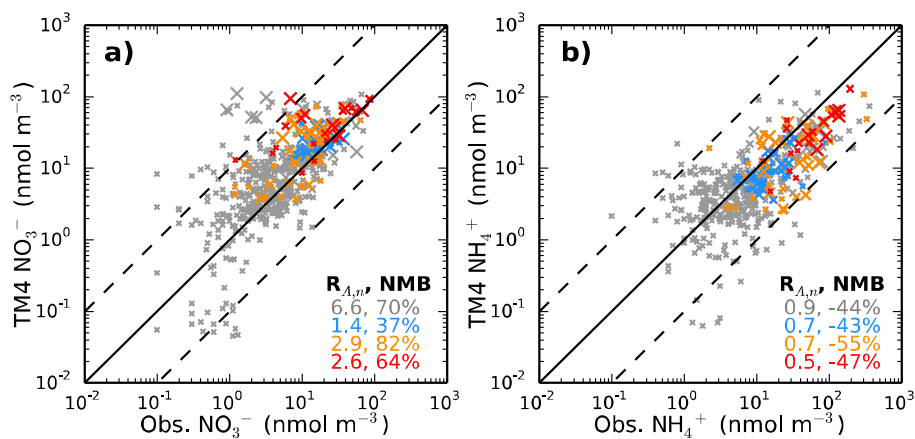 a)
10³
10²
10¹
10⁰
10⁻¹
10⁻²
TM4 NO₃⁻ (nmol m⁻³)
R_A,n, NMB
6.6, 70%
1.4, 37%
2.9, 82%
2.6, 64%
10⁻² 10⁻¹ 10⁰ 10¹ 10² 10³
Obs. NO₃⁻ (nmol m⁻³)
b)
10³
10²
10¹
10⁰
10⁻¹
10⁻²
TM4 NH₄⁺ (nmol m⁻³)
R_A,n, NMB
0.9, -44%
0.7, -43%
0.7, -55%
0.5, -47%
10⁻² 10⁻¹ 10⁰ 10¹ 10² 10³
Obs. NH₄⁺ (nmol m⁻³)